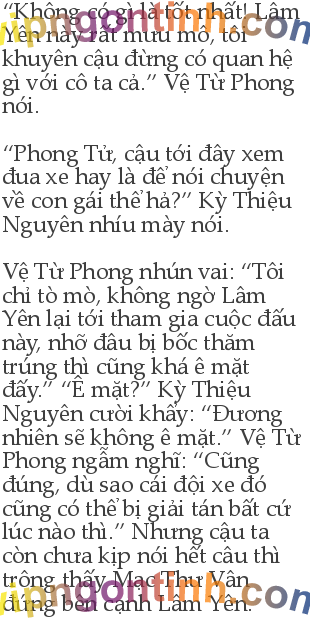 “Không có gì là tốt nhất! Lâm
Yên này rất mưu mô, tôi
khuyên cậu đừng có quan hệ
gì với cô ta cả.” Vệ Từ Phong
nói.
“Phong Tử, cậu tới đây xem
đua xe hay là để nói chuyện
về con gái thế hả?” Kỳ Thiệu
Nguyên nhíu mày nói.
Vệ Từ Phong nhún vai: “Tôi
chỉ tò mò, không ngờ Lâm
Yên lại tới tham gia cuộc đấu
này, nhỡ đâu bị bốc thăm
trúng thì cũng khá ê mặt
đấy.” “Ê mặt?” Kỳ Thiệu
Nguyên cười khẩy: “Đương
nhiên sẽ không ê mặt.” Vệ Từ
Phong ngẫm nghĩ: “Cũng
đúng, dù sao cái đội xe đó
cũng có thể bị giải tán bất cứ
lúc nào thì.” Nhưng cậu ta
còn chưa kịp nói hết câu thì
trông thấy Mạc Thư Vân
đứng bên cạnh Lâm Yên.
vipngontinh.com
vipngontinh.com